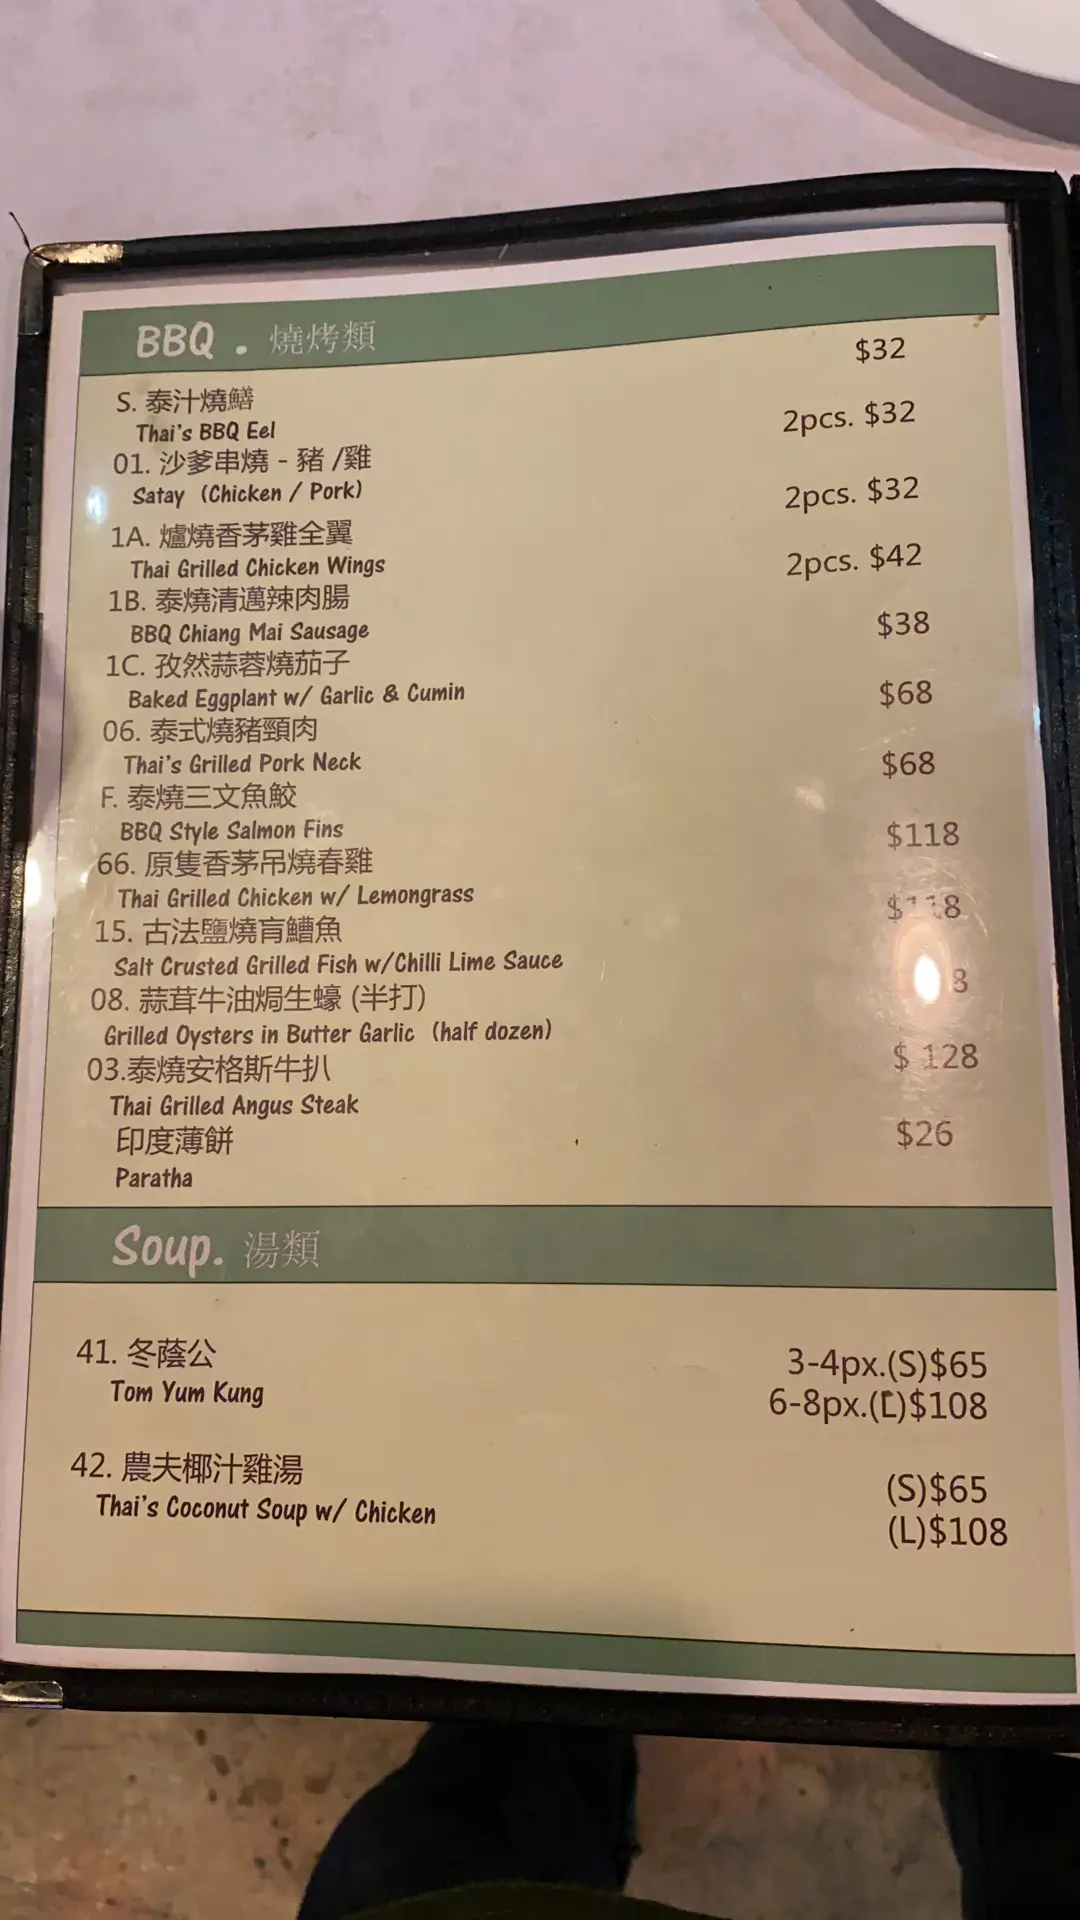 BBQ . 燒烤類
S. 泰汁燒鱔 $32
Thai's BBQ Eel
01. 沙爹串燒 - 豬 /雞 2pcs. $32
Satay (Chicken / Pork)
1A. 爐燒香茅雞全翼 2pcs. $32
Thai Grilled Chicken Wings
1B. 泰燒清邁辣肉腸 2pcs. $42
BBQ Chiang Mai Sausage
1C. 孜然蒜蓉燒茄子 $38
Baked Eggplant w/ Garlic & Cumin
06. 泰式燒豬頸肉 $68
Thai's Grilled Pork Neck
F. 泰燒三文魚鮫 $68
BBQ Style Salmon Fins
66. 原隻香茅吊燒春雞 $118
Thai Grilled Chicken w/ Lemongrass
15. 古法鹽燒肓鰽魚 $118
Salt Crusted Grilled Fish w/Chilli Lime Sauce
08. 蒜茸牛油焗生蠔 (半打)
Grilled Oysters in Butter Garlic (half dozen)
03.泰燒安格斯牛扒 $ 128
Thai Grilled Angus Steak
印度薄餅 $26
Paratha
Soup. 湯類
41. 冬蔭公 3-4px.(S)$65
Tom Yum Kung 6-8px.(L)$108
42. 農夫椰汁雞湯 (S)$65
Thai's Coconut Soup w/ Chicken (L)$108